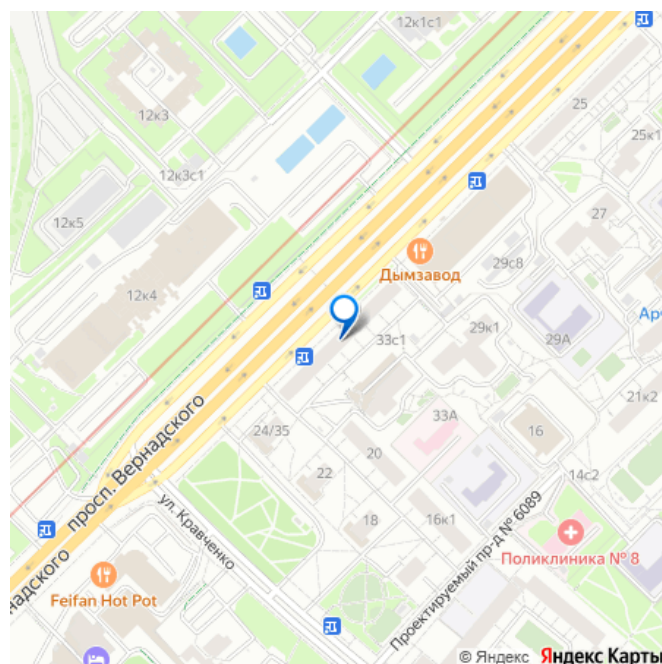 12к1с1
12к3
25
25к1
12к3с1
27
12к5
Дымзавод
29с8
12к4
33с1
29к1
29А
21к2
просп. Вернадского
24/35
33А
16
20
22
14с2
18
16к1
ул. Кравченко
Проектируемый пр-д № 6089
Поликлиника № 8
Feifan Hot Pot
© Яндекс Яндекс Карты